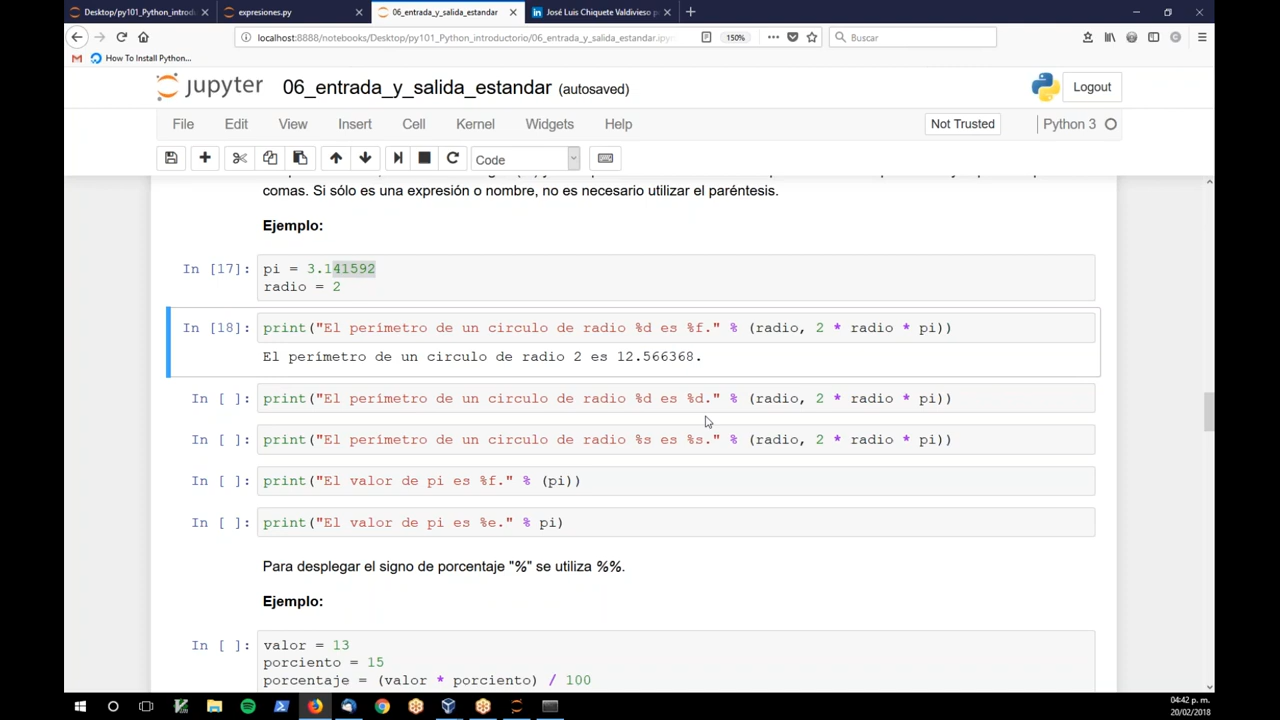 Desktop/py101_Python_introdu
expresiones.py
06_entrada_y_salida_estandar
José Luis Chiquete Valdivieso p
localhost:8888/notebooks/Desktop/py101_Python_introductorio/06_entrada_y_salida_estandar.ipyn
150%
Buscar
How To Install Python...
jupyter
06_entrada_y_salida_estandar (autosaved)
Logout
File Edit View Insert Cell Kernel Widgets Help
Not Trusted
Python 3
Code
comas. Si sólo es una expresión o nombre, no es necesario utilizar el paréntesis.
Ejemplo:
In [17]: pi = 3.141592
radio = 2
In [18]: print("El perímetro de un circulo de radio %d es %f." % (radio, 2 * radio * pi))
El perímetro de un circulo de radio 2 es 12.566368.
In [ ]: print("El perímetro de un circulo de radio %d es %d." % (radio, 2 * radio * pi))
In [ ]: print("El perímetro de un circulo de radio %s es %s." % (radio, 2 * radio * pi))
In [ ]: print("El valor de pi es %f." % (pi))
In [ ]: print("El valor de pi es %e." % pi)
Para desplegar el signo de porcentaje "%" se utiliza %%.
Ejemplo:
In [ ]: valor = 13
porciento = 15
porcentaje = (valor * porciento) / 100
04:42 p. m.
20/02/2018